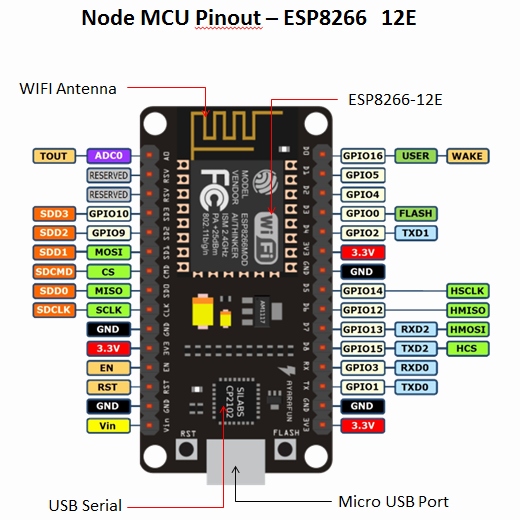 Node MCU Pinout – ESP8266 12E
WIFI Antenna
ESP8266-12E
TOUT ADC0 A0
RESERVED RSV
RESERVED RSV
SDD3 GPIO10 SD3
SDD2 GPIO9 SD2
SDD1 MOSI SD1
SDCMD CS CMD
SDD0 MISO SD0
SDCLK SCLK CLK
GND GND
3.3V 3V3
EN EN
RST RST
GND GND
Vin Vin
MODEL
VENDOR
ESP8266MOD
AI/THINKER
ISM 2.4GHz
PA +25dBm
802.11b/g/n
FCC
Wi Fi
AM1117
SILABS
CP2102
AYARAFUN
RST
FLASH
D0 GPIO16 USER WAKE
D1 GPIO5
D2 GPIO4
D3 GPIO0 FLASH
D4 GPIO2 TXD1
3V3 3.3V
GND GND
D5 GPIO14 HSCLK
D6 GPIO12 HMISO
D7 GPIO13 RXD2 HMOSI
D8 GPIO15 TXD2 HCS
RX GPIO3 RXD0
TX GPIO1 TXD0
GND GND
3V3 3.3V
USB Serial
Micro USB Port